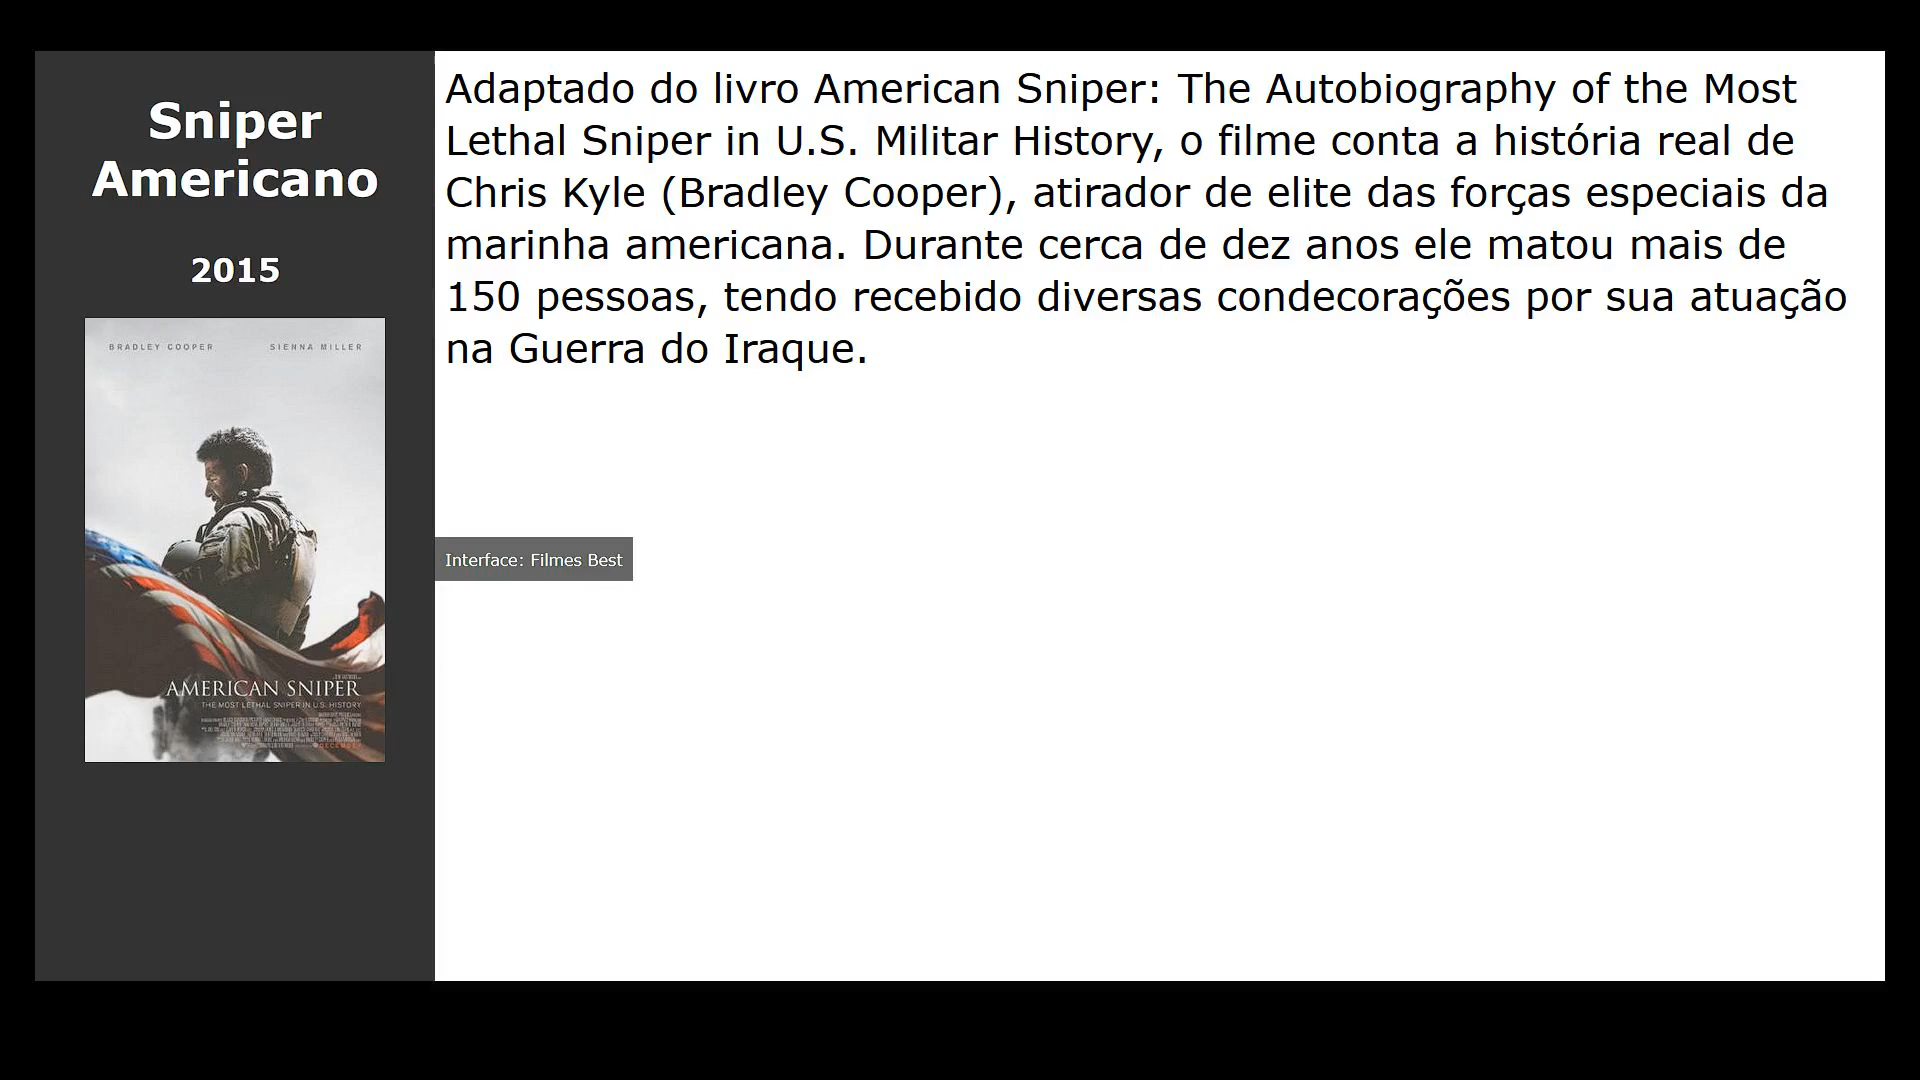 Sniper
Americano
2015
BRADLEY COOPER SIENNA MILLER
AMERICAN SNIPER
THE MOST LETHAL SNIPER IN U.S. HISTORY
DECEMBER
Adaptado do livro American Sniper: The Autobiography of the Most
Lethal Sniper in U.S. Militar History, o filme conta a história real de
Chris Kyle (Bradley Cooper), atirador de elite das forças especiais da
marinha americana. Durante cerca de dez anos ele matou mais de
150 pessoas, tendo recebido diversas condecorações por sua atuação
na Guerra do Iraque.
Interface: Filmes Best